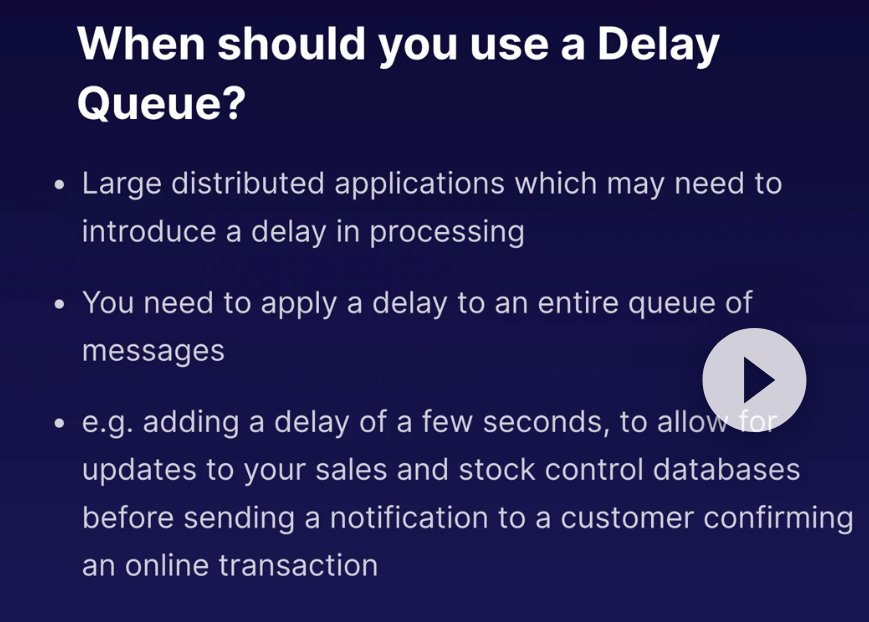 When should you use a Delay
Queue?
• Large distributed applications which may need to
introduce a delay in processing
• You need to apply a delay to an entire queue of
messages
• e.g. adding a delay of a few seconds, to allow for
updates to your sales and stock control databases
before sending a notification to a customer confirming
an online transaction